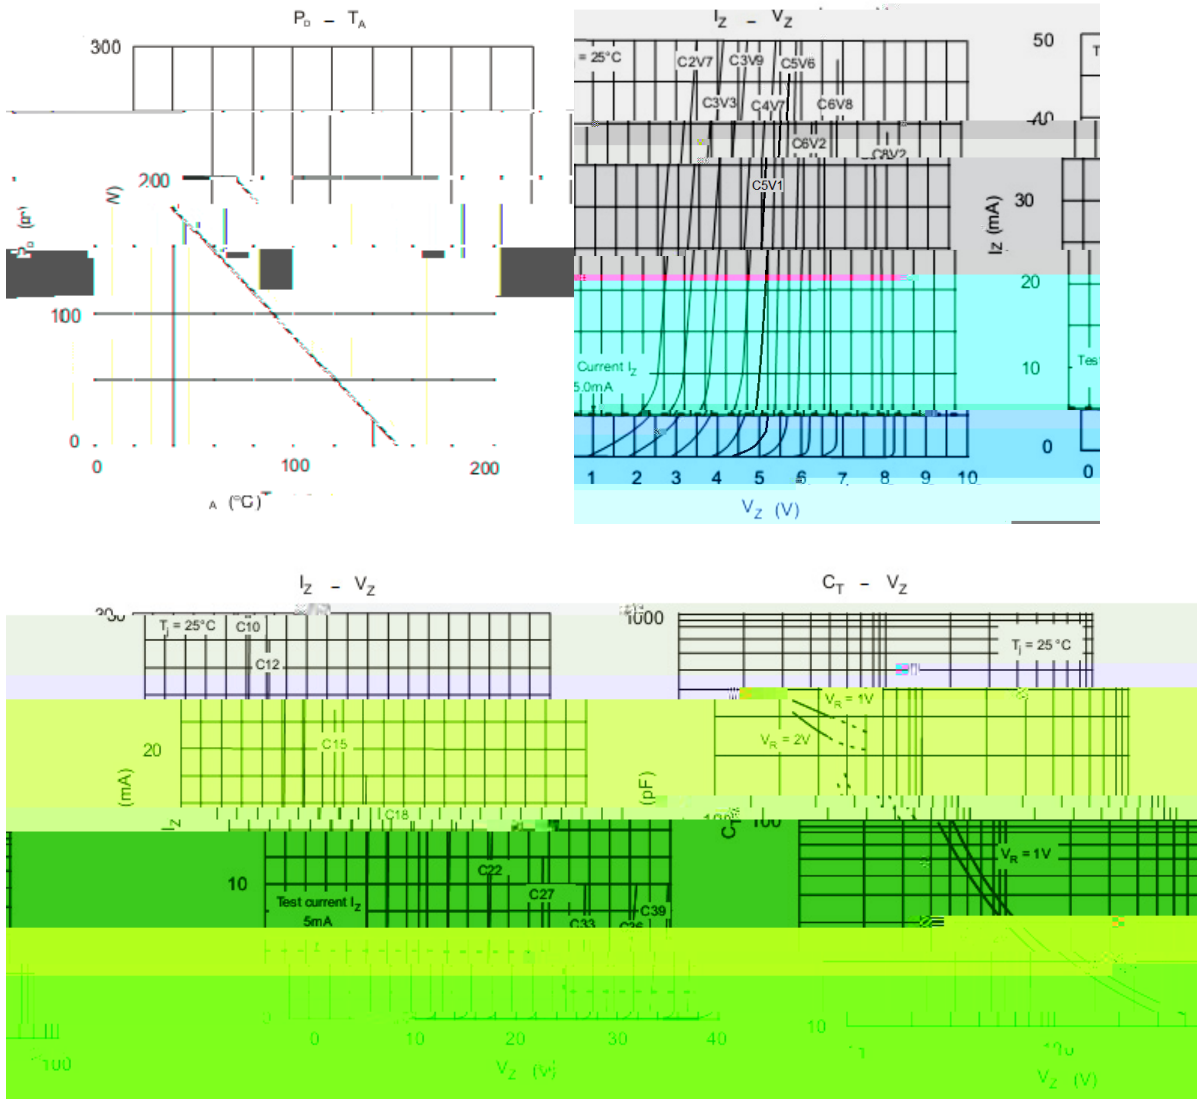 P_D – T_A
I_Z – V_Z
300
200
100
0
0 100 200
A (°C) T
= 25°C
C2V7
C3V9
C5V6
C3V3
C4V7
C6V8
C6V2
C8V2
C5V1
50
40
30
20
10
0
I_Z (mA)
Current I_Z
5.0mA
Tes
1 2 3 4 5 6 7 8 9 10
0
V_Z (V)
I_Z – V_Z
C_T – V_Z
T_j = 25°C
C10
C12
C15
C18
C22
C27
C33
C39
20
10
(mA)
I_Z
Test current I_Z
5mA
0 10 20 30 40
V_Z (V)
1000
T_j = 25°C
V_R = 1V
V_R = 2V
(pF)
C_T
100
V_R = 1V
10
V_Z (V)
100